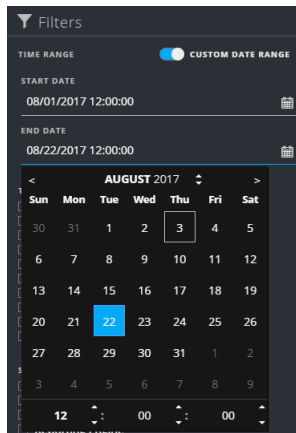 Filters
TIME RANGE CUSTOM DATE RANGE
START DATE
08/01/2017 12:00:00
END DATE
08/22/2017 12:00:00
< AUGUST 2017 >
Sun Mon Tue Wed Thu Fri Sat
30 31 1 2 3 4 5
6 7 8 9 10 11 12
13 14 15 16 17 18 19
20 21 22 23 24 25 26
27 28 29 30 31 1 2
3 4 5 6 7 8 9
12 : 00 : 00